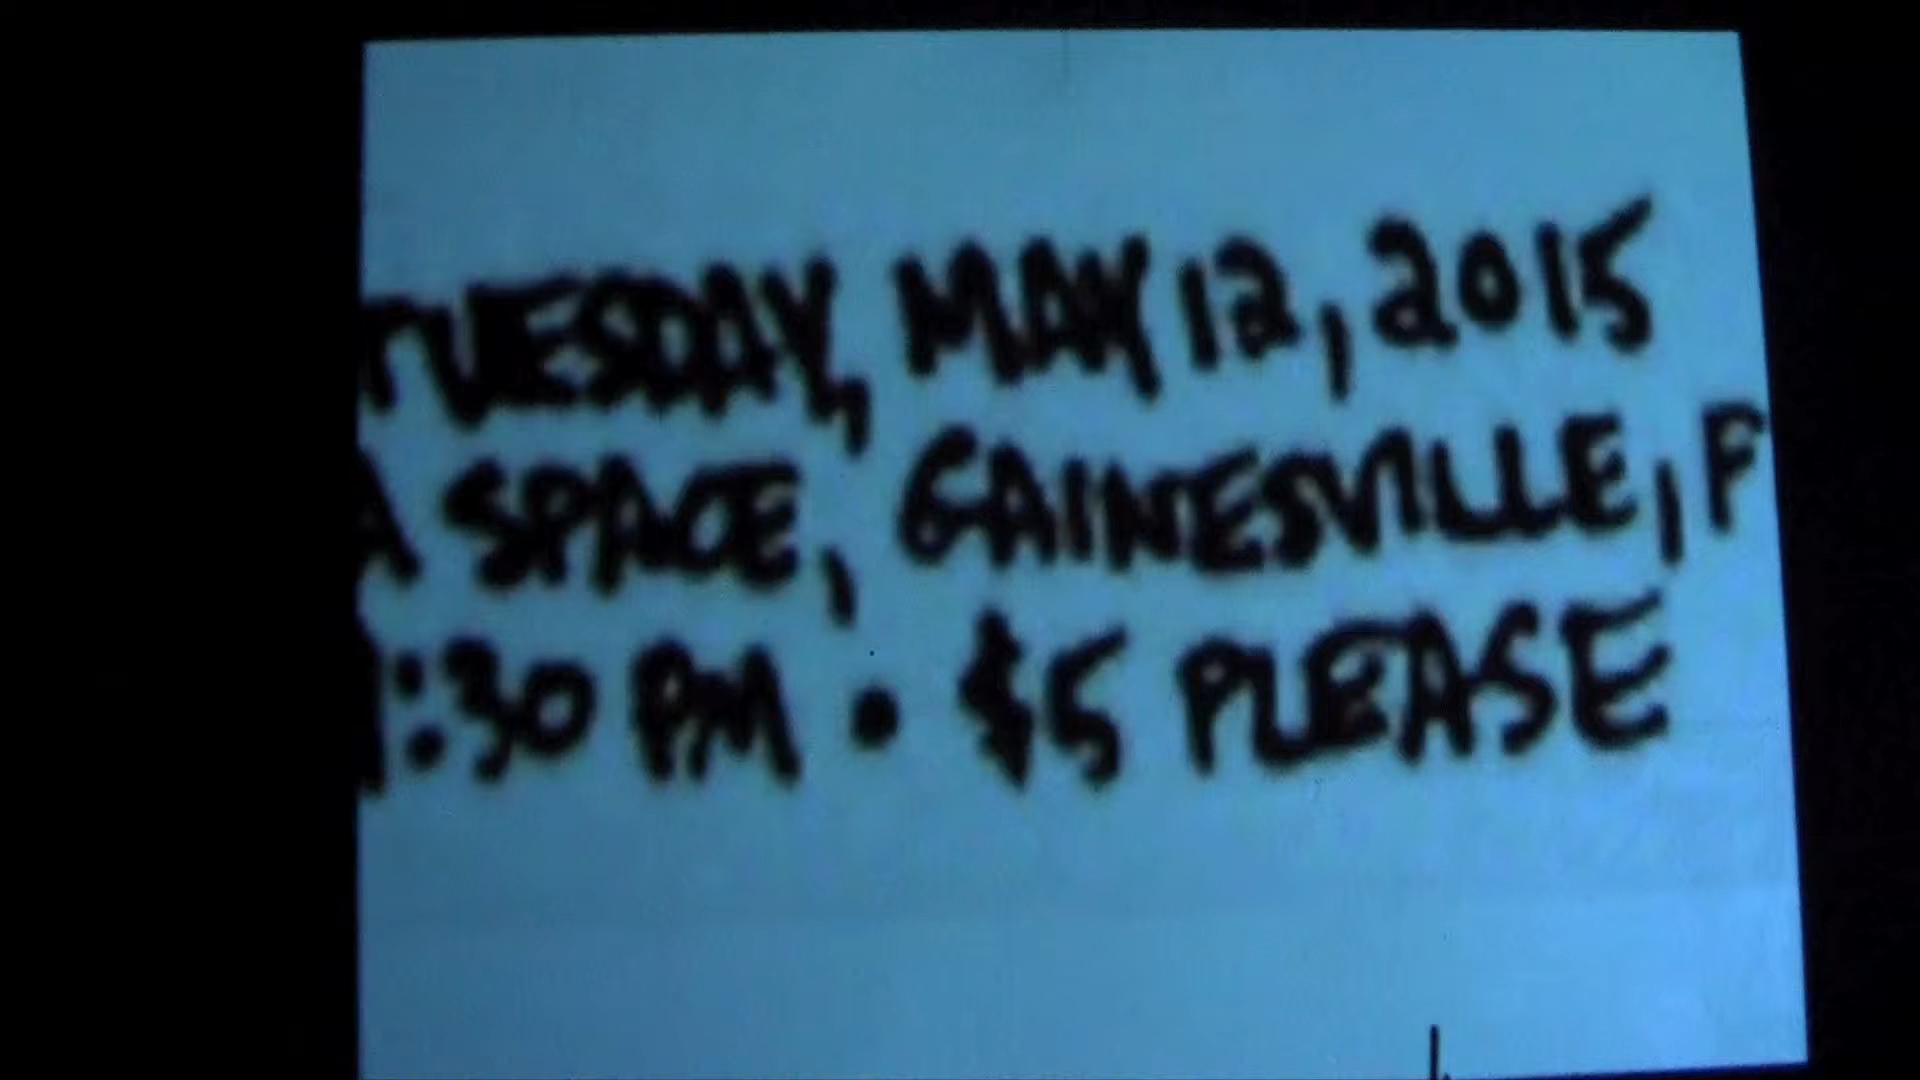 TUESDAY, MAY 12, 2015
A SPACE, GAINESVILLE, F
:30 PM • $5 PLEASE